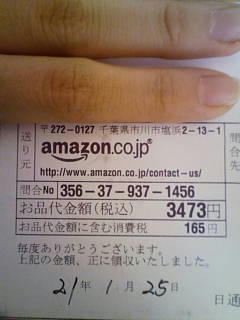 〒272-0127 千葉県市川市塩浜2-13-1
送り元
amazon.co.jp
http://www.amazon.co.jp/contact-us/
問合No 356-37-937-1456
お品代金額(税込) 3473円
お品代金額に含む消費税 165円
毎度ありがとうございます。
上記の金額、正に領収いたしました。
21年 1月 25日
日通